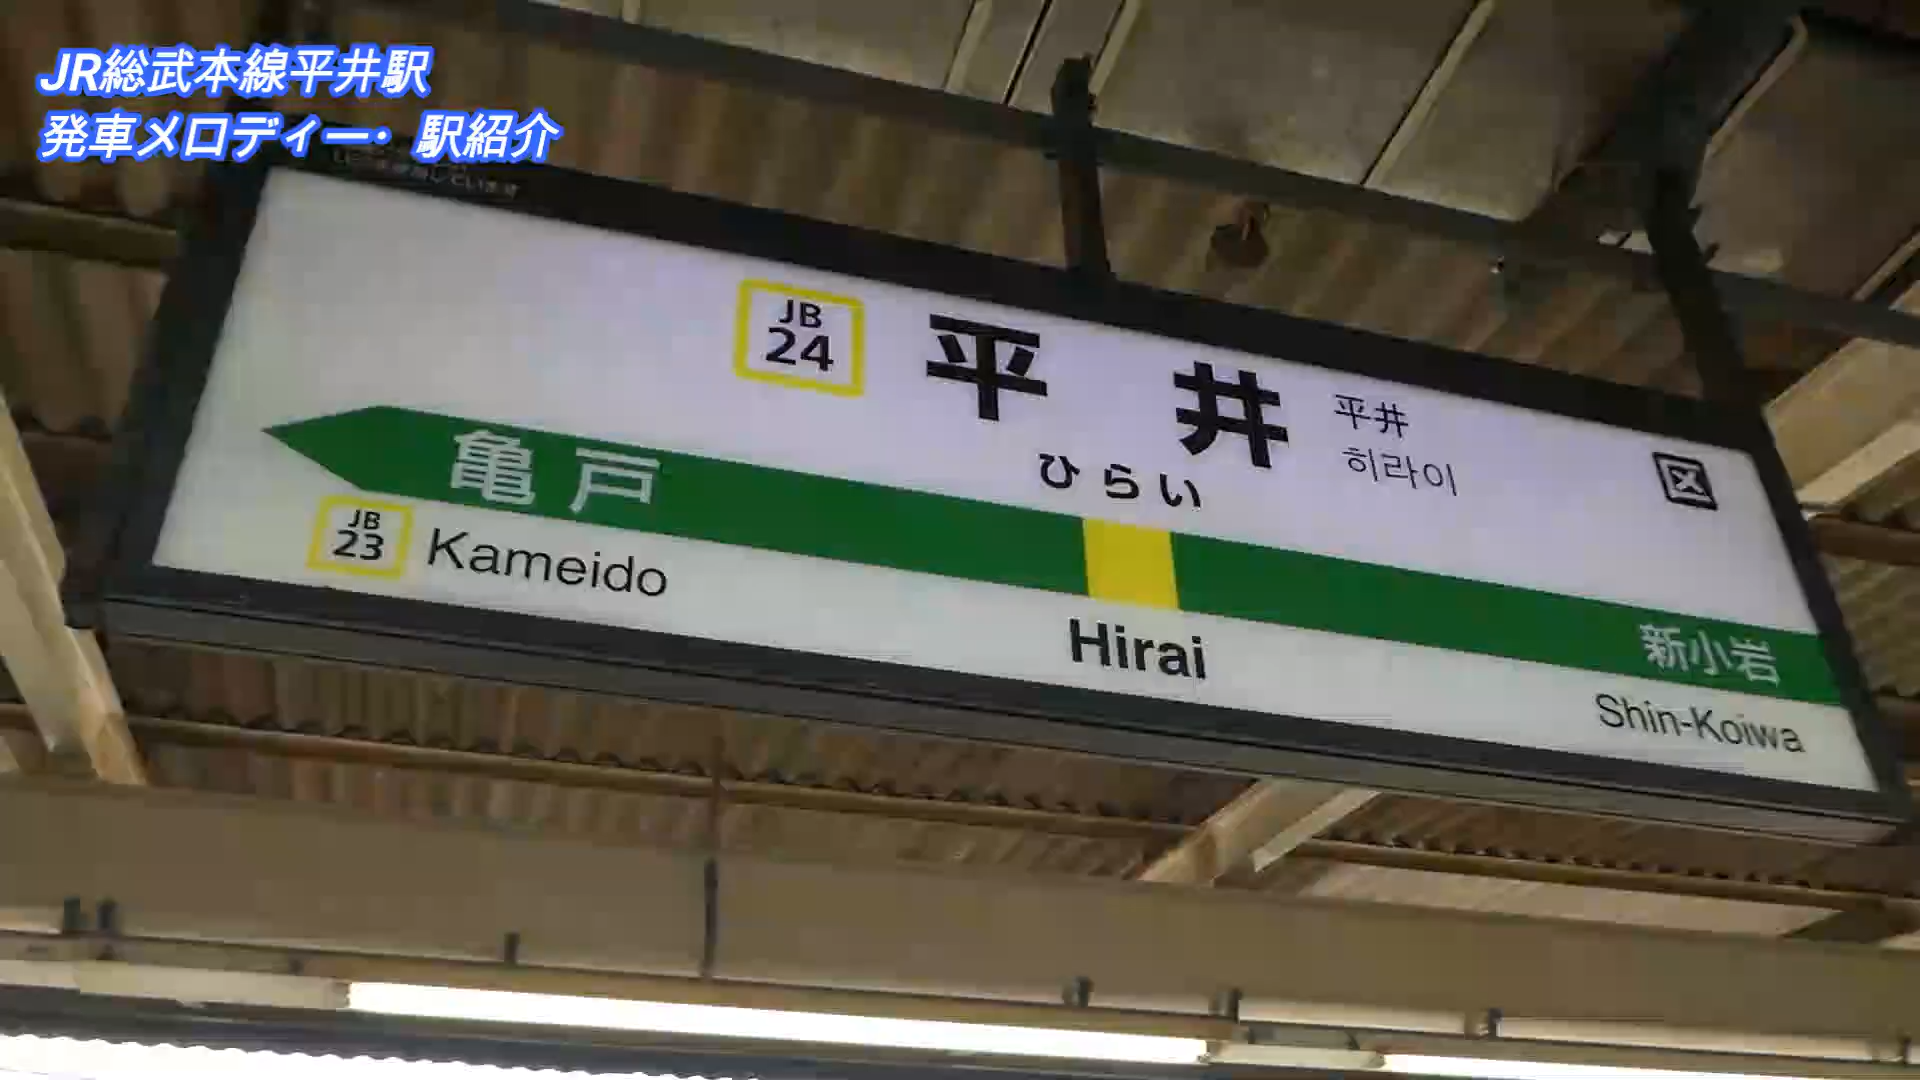 JR総武本線平井駅
発車メロディー・駅紹介
JB
24
平井
平井
히라이
区
ひらい
亀戸
新小岩
JB
23
Kameido
Hirai
Shin-Koiwa